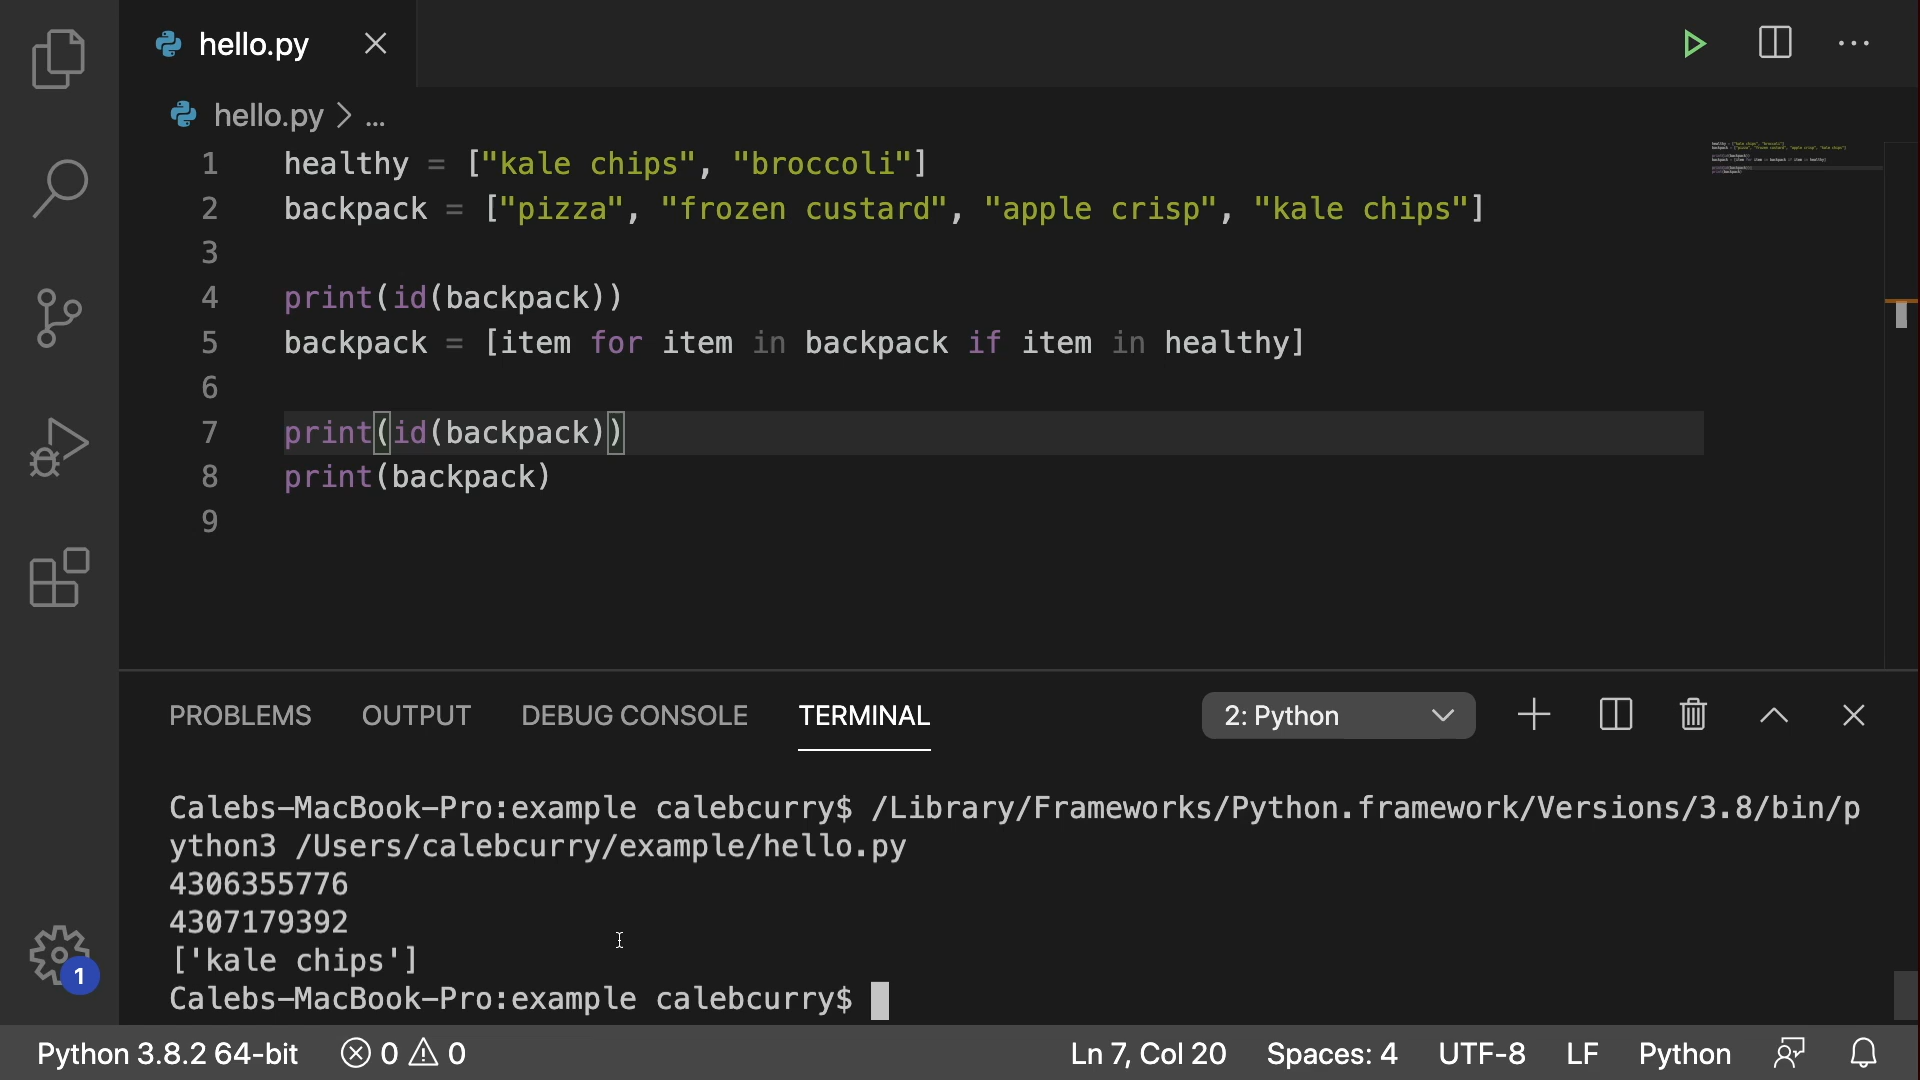 hello.py
hello.py > ...
1 healthy = ["kale chips", "broccoli"]
2 backpack = ["pizza", "frozen custard", "apple crisp", "kale chips"]
3
4 print(id(backpack))
5 backpack = [item for item in backpack if item in healthy]
6
7 print(id(backpack))
8 print(backpack)
9
PROBLEMS OUTPUT DEBUG CONSOLE TERMINAL 2: Python
Calebs-MacBook-Pro:example calebcurry$ /Library/Frameworks/Python.framework/Versions/3.8/bin/p
ython3 /Users/calebcurry/example/hello.py
4306355776
4307179392
['kale chips']
Calebs-MacBook-Pro:example calebcurry$
1
Python 3.8.2 64-bit 0 0 Ln 7, Col 20 Spaces: 4 UTF-8 LF Python